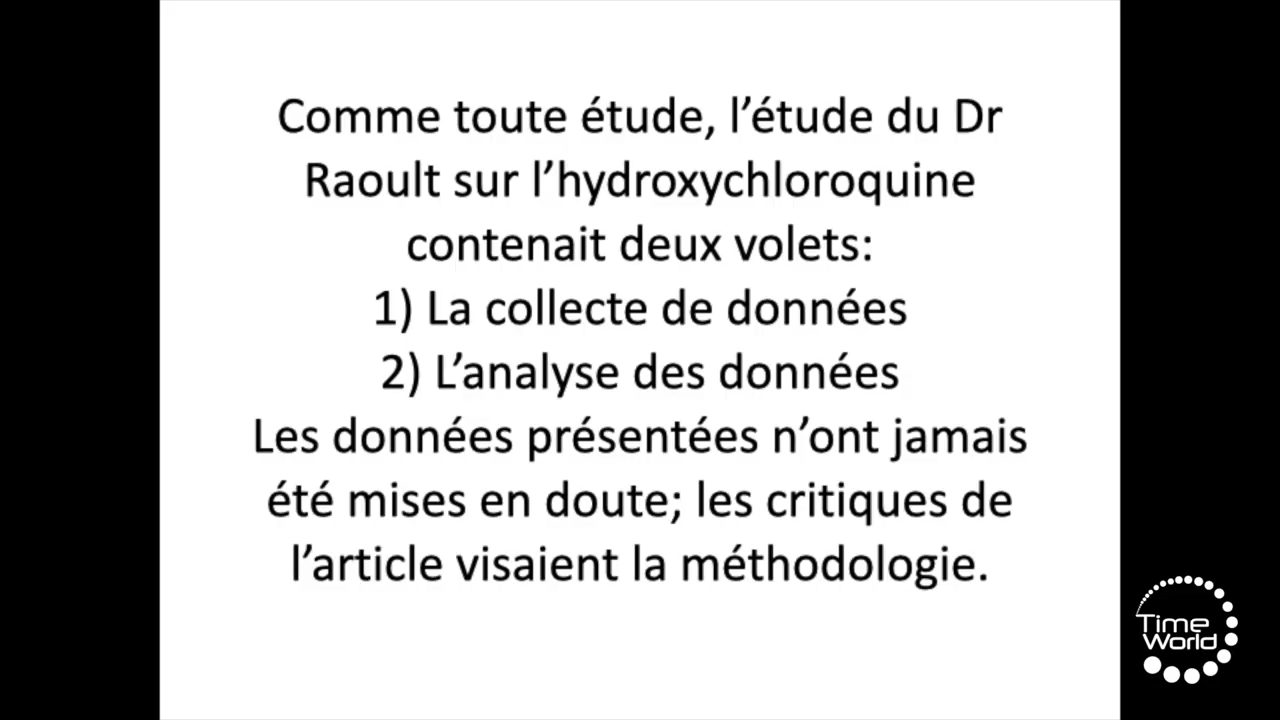 Comme toute étude, l’étude du Dr
Raoult sur l’hydroxychloroquine
contenait deux volets:
1) La collecte de données
2) L’analyse des données
Les données présentées n’ont jamais
été mises en doute; les critiques de
l’article visaient la méthodologie.
Time
World